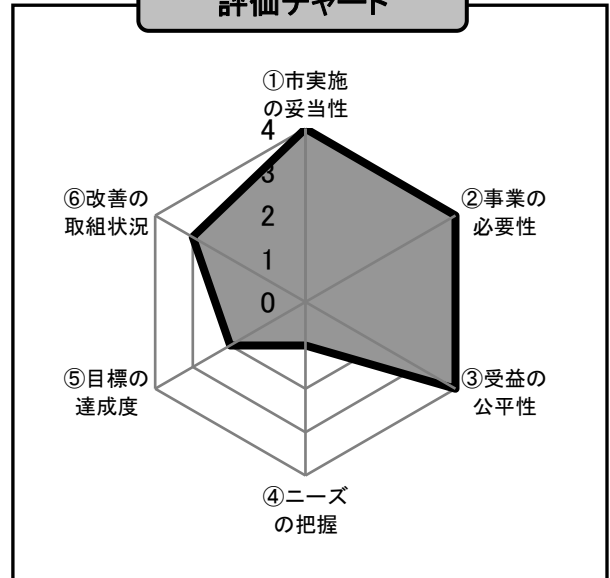 評価チャート
①市実施
の妥当性
4
3
2
1
0
②事業の
必要性
③受益の
公平性
④ニーズ
の把握
⑤目標の
達成度
⑥改善の
取組状況